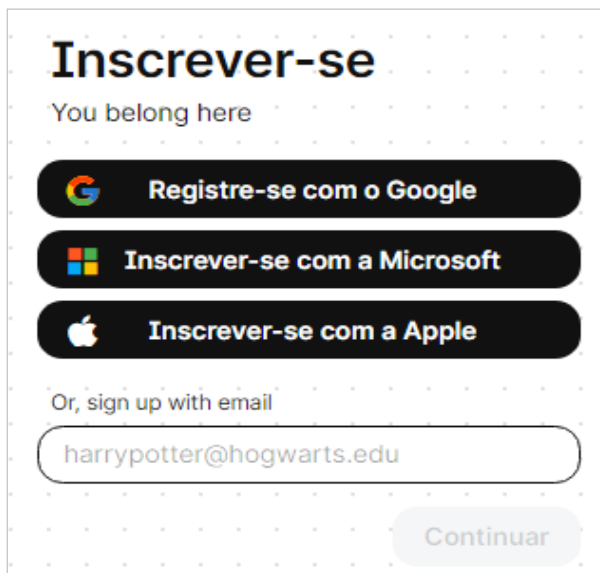 Inscrever-se
You belong here
Registre-se com o Google
Inscrever-se com a Microsoft
Inscrever-se com a Apple
Or, sign up with email
harrypotter@hogwarts.edu
Continuar